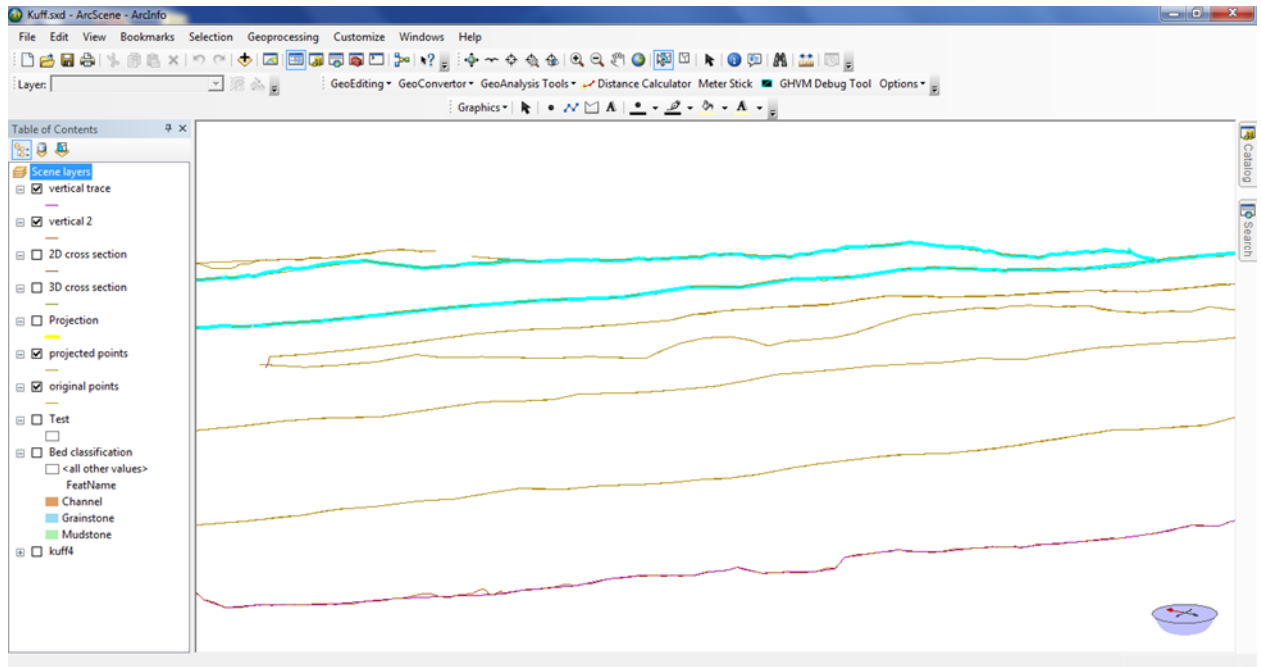 Kuff.sxd - ArcScene - ArcInfo
File Edit View Bookmarks Selection Geoprocessing Customize Windows Help
Layer: GeoEditing GeoConvertor GeoAnalysis Tools Distance Calculator Meter Stick GHVM Debug Tool Options
Graphics A A
Table of Contents
Scene layers
vertical trace
vertical 2
2D cross section
3D cross section
Projection
projected points
original points
Test
Bed classification
<all other values>
FeatName
Channel
Grainstone
Mudstone
kuff4
Catalog
Search